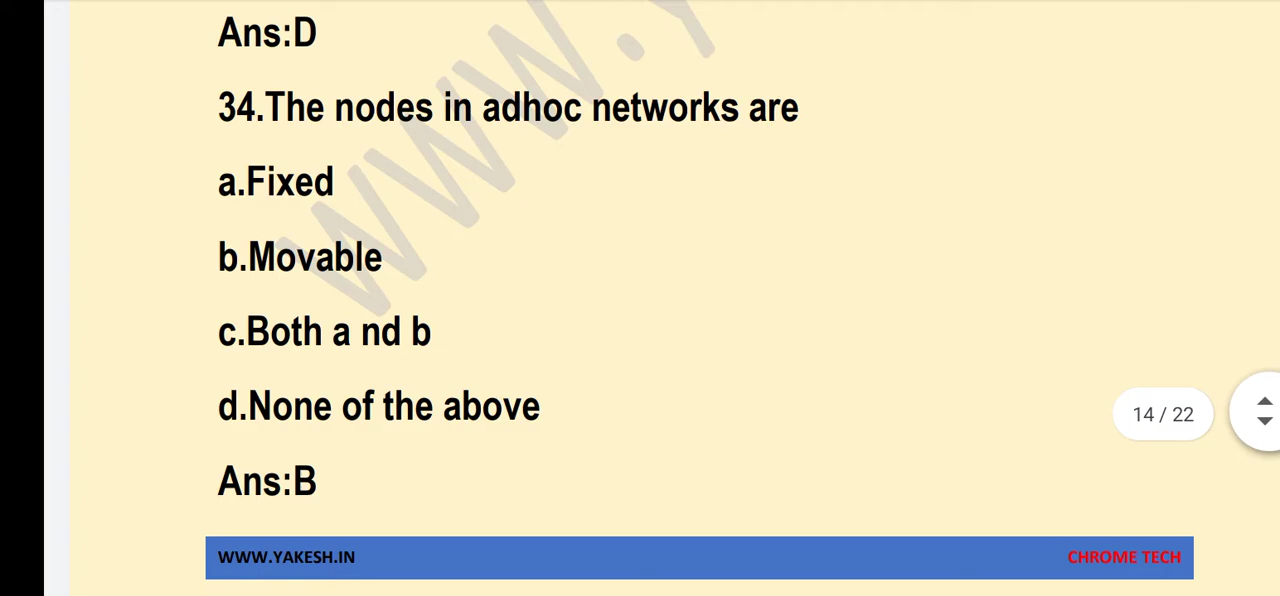 Ans:D
34.The nodes in adhoc networks are
a.Fixed
b.Movable
c.Both a nd b
d.None of the above
14 / 22
Ans:B
WWW.YAKESH.IN CHROME TECH
www.Y